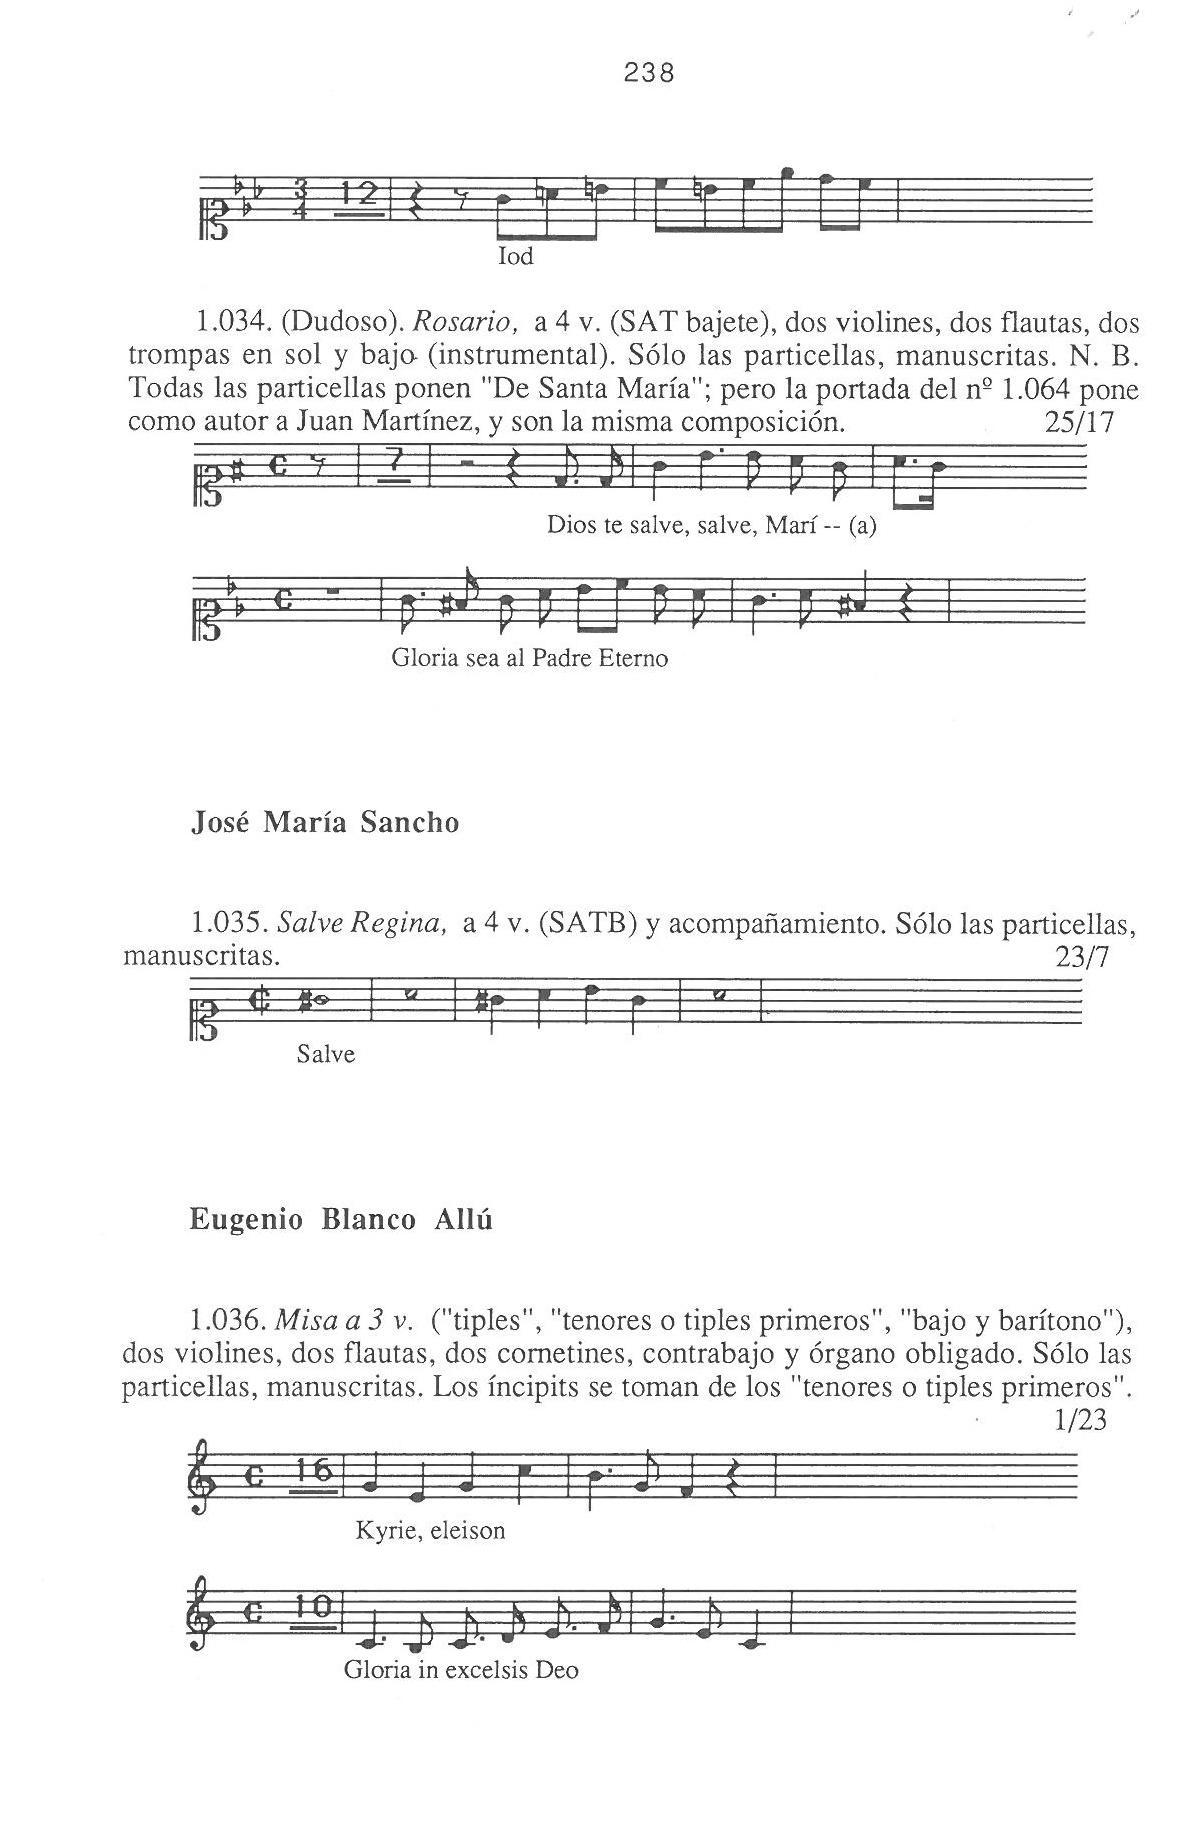 238
3
4
12
Iod
1.034. (Dudoso). Rosario, a 4 v. (SAT bajete), dos violines, dos flautas, dos
trompas en sol y bajo (instrumental). Sólo las particellas, manuscritas. N. B.
Todas las particellas ponen "De Santa María"; pero la portada del nº 1.064 pone
como autor a Juan Martínez, y son la misma composición. 25/17
7
Dios te salve, salve, Marí -- (a)
Gloria sea al Padre Eterno
José María Sancho
1.035. Salve Regina, a 4 v. (SATB) y acompañamiento. Sólo las particellas,
manuscritas. 23/7
Salve
Eugenio Blanco Allú
1.036. Misa a 3 v. ("tiples", "tenores o tiples primeros", "bajo y barítono"),
dos violines, dos flautas, dos cornetines, contrabajo y órgano obligado. Sólo las
particellas, manuscritas. Los íncipits se toman de los "tenores o tiples primeros".
1/23
16
Kyrie, eleison
10
Gloria in excelsis Deo